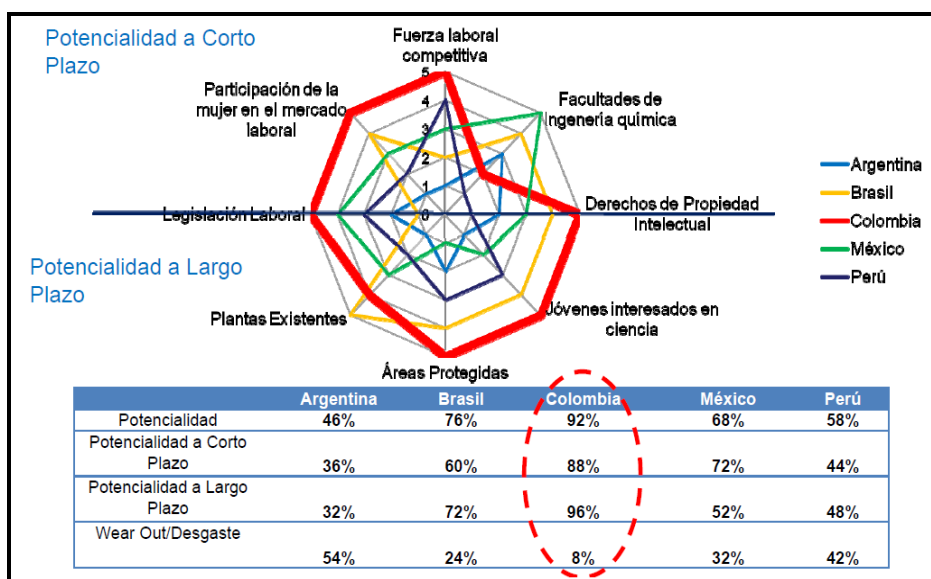 Potencialidad a Corto
Plazo
Fuerza laboral
competitiva
Participación de la
mujer en el mercado
laboral
Facultades de
Ingenería química
5
4
3
2
1
0
Legislación Laboral
Derechos de Propiedad
Intelectual
Argentina
Brasil
Colombia
México
Perú
Potencialidad a Largo
Plazo
Plantas Existentes
Jóvenes interesados en
ciencia
Áreas Protegidas
Argentina Brasil Colombia México Perú
Potencialidad 46% 76% 92% 68% 58%
Potencialidad a Corto
Plazo 36% 60% 88% 72% 44%
Potencialidad a Largo
Plazo 32% 72% 96% 52% 48%
Wear Out/Desgaste
54% 24% 8% 32% 42%